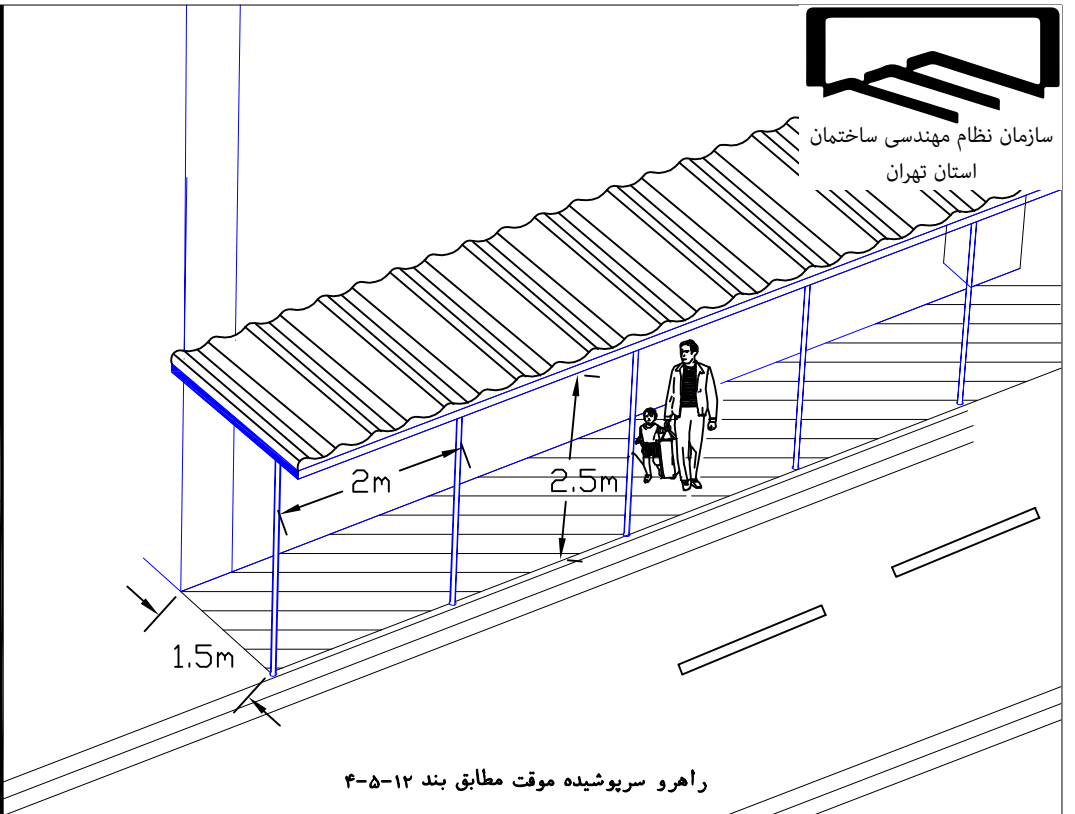 سازمان نظام مهندسی ساختمان
استان تهران
2m
2.5m
1.5m
راهرو سرپوشیده موقت مطابق بند ۱۲-۵-۴